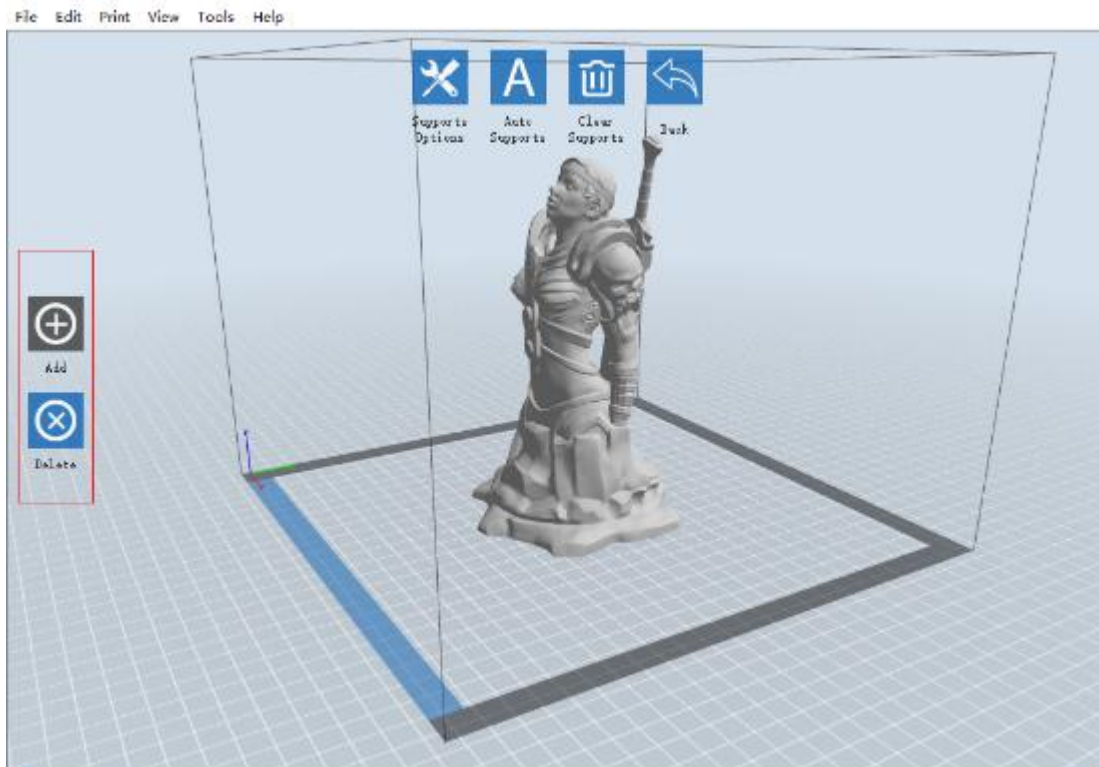 File Edit Print View Tools Help
A
Supports
Options
Auto
Supports
Clear
Supports
Back
Add
Delete